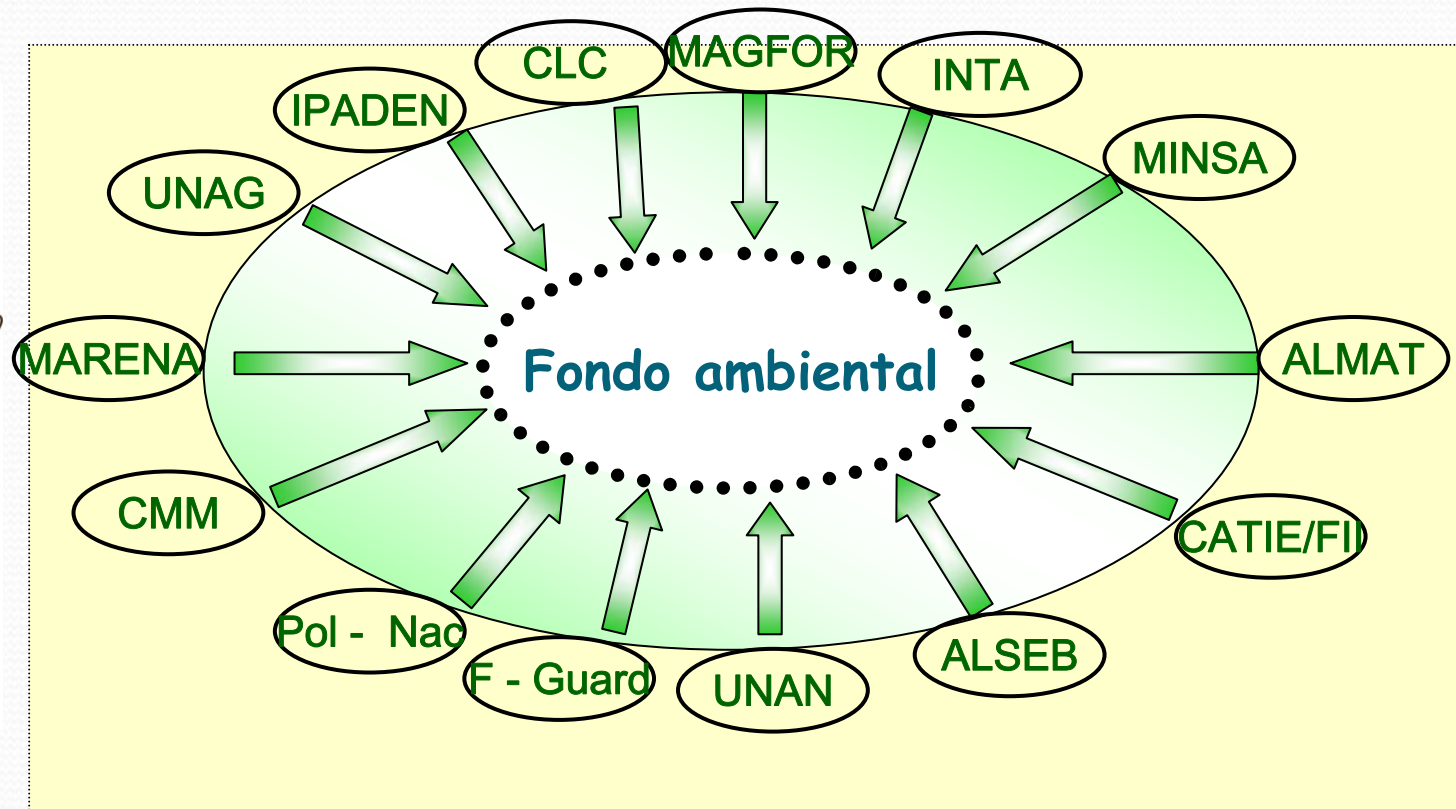 CLC
MAGFOR
INTA
IPADEN
MINSA
UNAG
MARENA
Fondo ambiental
ALMAT
CMM
CATIE/FII
Pol - Nac
F - Guard
UNAN
ALSEB